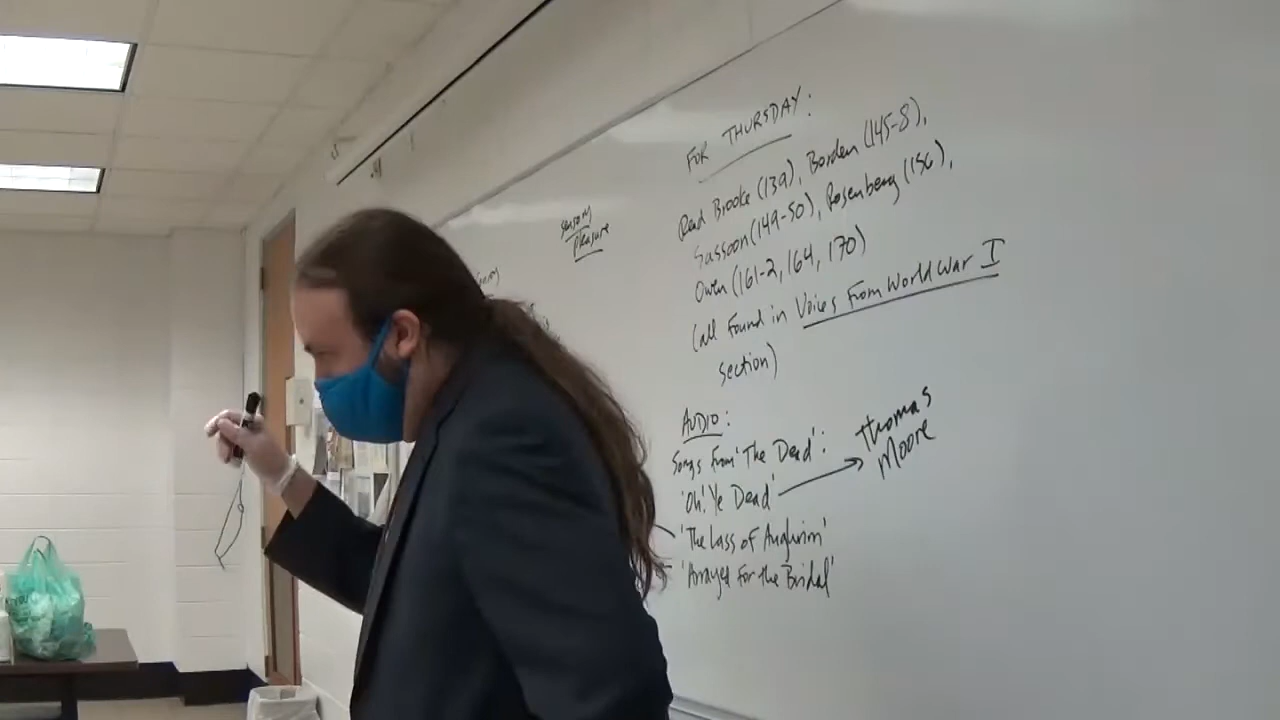 sensory
pleasure
FOR THURSDAY:
Read Brooke (139), Borden (145-8),
Sassoon (149-50), Rosenberg (156),
Owen (161-2, 164, 170)
(all found in Voices From World War I
section)
AUDIO:
Songs From 'The Dead':
'Oh! Ye Dead' → Thomas
Moore
'The Lass of Aughrim'
'Arrayed For the Bridal'